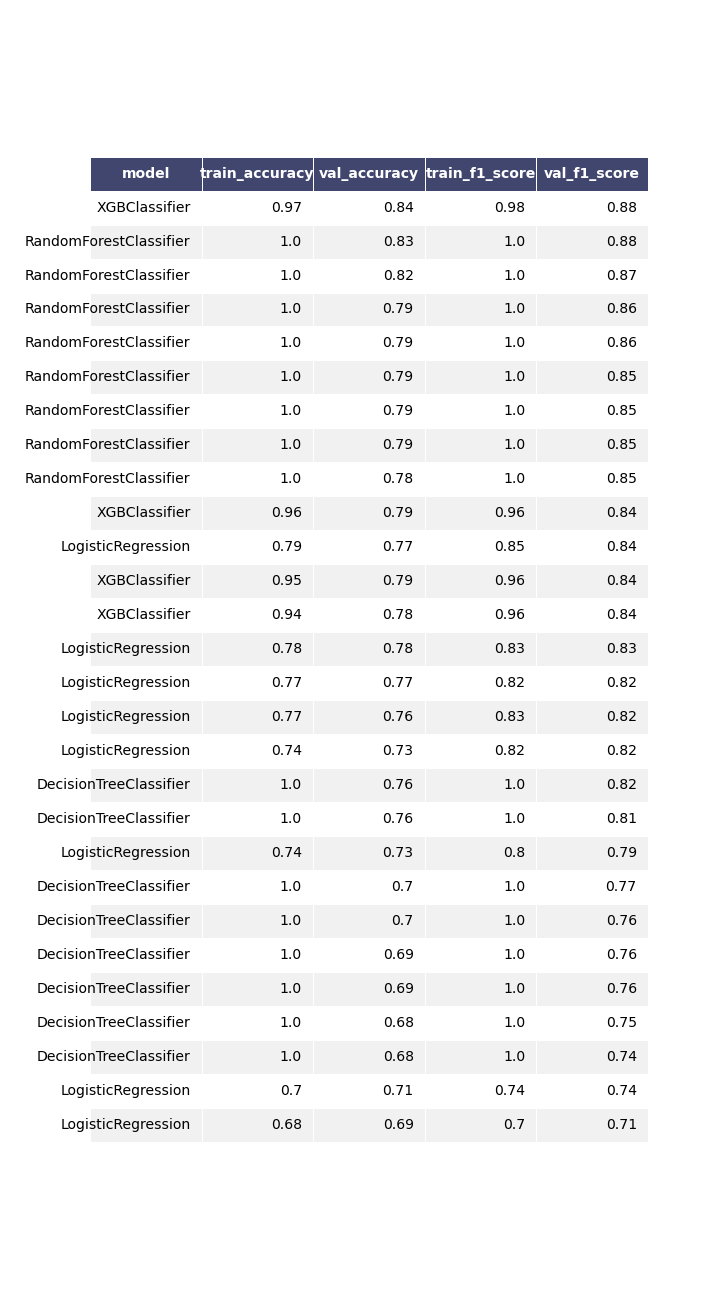 model train_accuracy val_accuracy train_f1_score val_f1_score
XGBClassifier 0.97 0.84 0.98 0.88
RandomForestClassifier 1.0 0.83 1.0 0.88
RandomForestClassifier 1.0 0.82 1.0 0.87
RandomForestClassifier 1.0 0.79 1.0 0.86
RandomForestClassifier 1.0 0.79 1.0 0.86
RandomForestClassifier 1.0 0.79 1.0 0.85
RandomForestClassifier 1.0 0.79 1.0 0.85
RandomForestClassifier 1.0 0.79 1.0 0.85
RandomForestClassifier 1.0 0.78 1.0 0.85
XGBClassifier 0.96 0.79 0.96 0.84
LogisticRegression 0.79 0.77 0.85 0.84
XGBClassifier 0.95 0.79 0.96 0.84
XGBClassifier 0.94 0.78 0.96 0.84
LogisticRegression 0.78 0.78 0.83 0.83
LogisticRegression 0.77 0.77 0.82 0.82
LogisticRegression 0.77 0.76 0.83 0.82
LogisticRegression 0.74 0.73 0.82 0.82
DecisionTreeClassifier 1.0 0.76 1.0 0.82
DecisionTreeClassifier 1.0 0.76 1.0 0.81
LogisticRegression 0.74 0.73 0.8 0.79
DecisionTreeClassifier 1.0 0.7 1.0 0.77
DecisionTreeClassifier 1.0 0.7 1.0 0.76
DecisionTreeClassifier 1.0 0.69 1.0 0.76
DecisionTreeClassifier 1.0 0.69 1.0 0.76
DecisionTreeClassifier 1.0 0.68 1.0 0.75
DecisionTreeClassifier 1.0 0.68 1.0 0.74
LogisticRegression 0.7 0.71 0.74 0.74
LogisticRegression 0.68 0.69 0.7 0.71